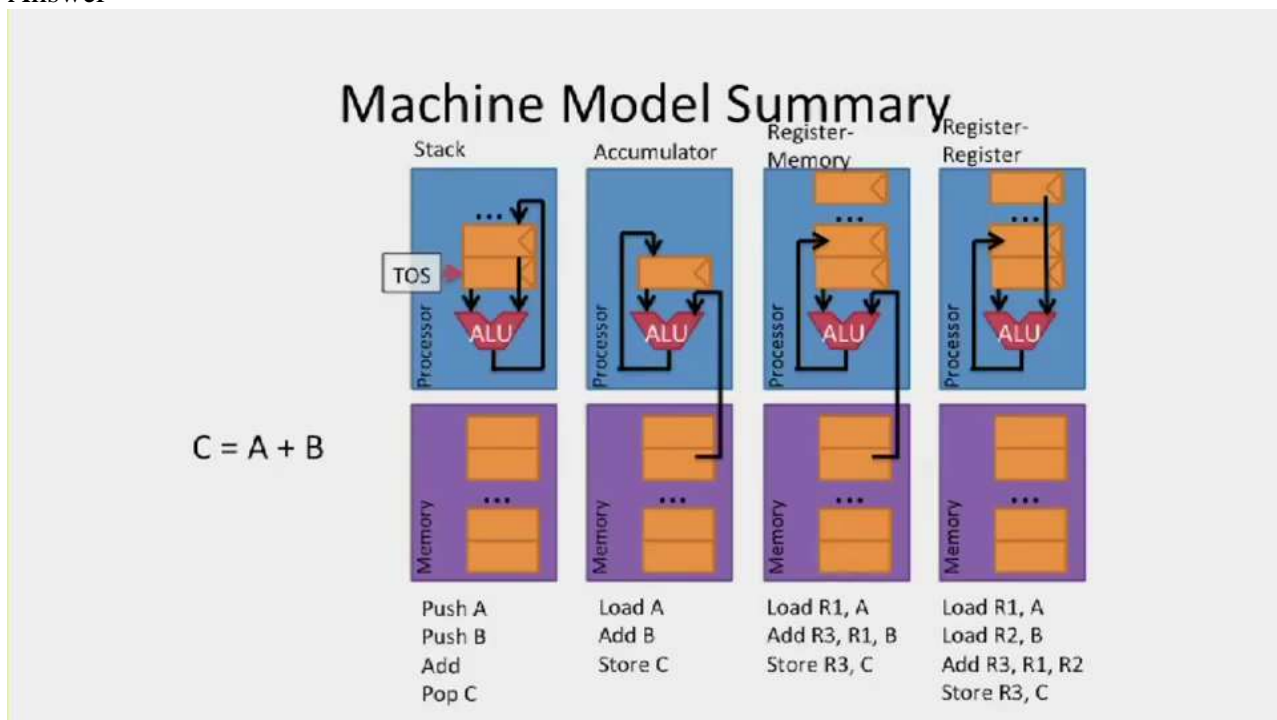 Machine Model Summary
Stack
Accumulator
Register-
Memory
Register-
Register
TOS
ALU
ALU
ALU
ALU
Processor
Processor
Processor
Processor
C = A + B
Memory
Memory
Memory
Memory
Push A
Push B
Add
Pop C
Load A
Add B
Store C
Load R1, A
Add R3, R1, B
Store R3, C
Load R1, A
Load R2, B
Add R3, R1, R2
Store R3, C